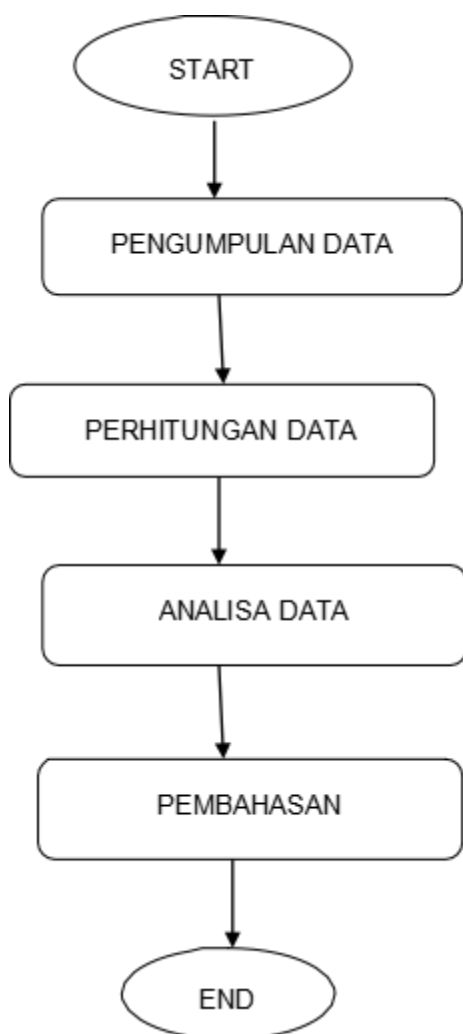 START
PENGUMPULAN DATA
PERHITUNGAN DATA
ANALISA DATA
PEMBAHASAN
END